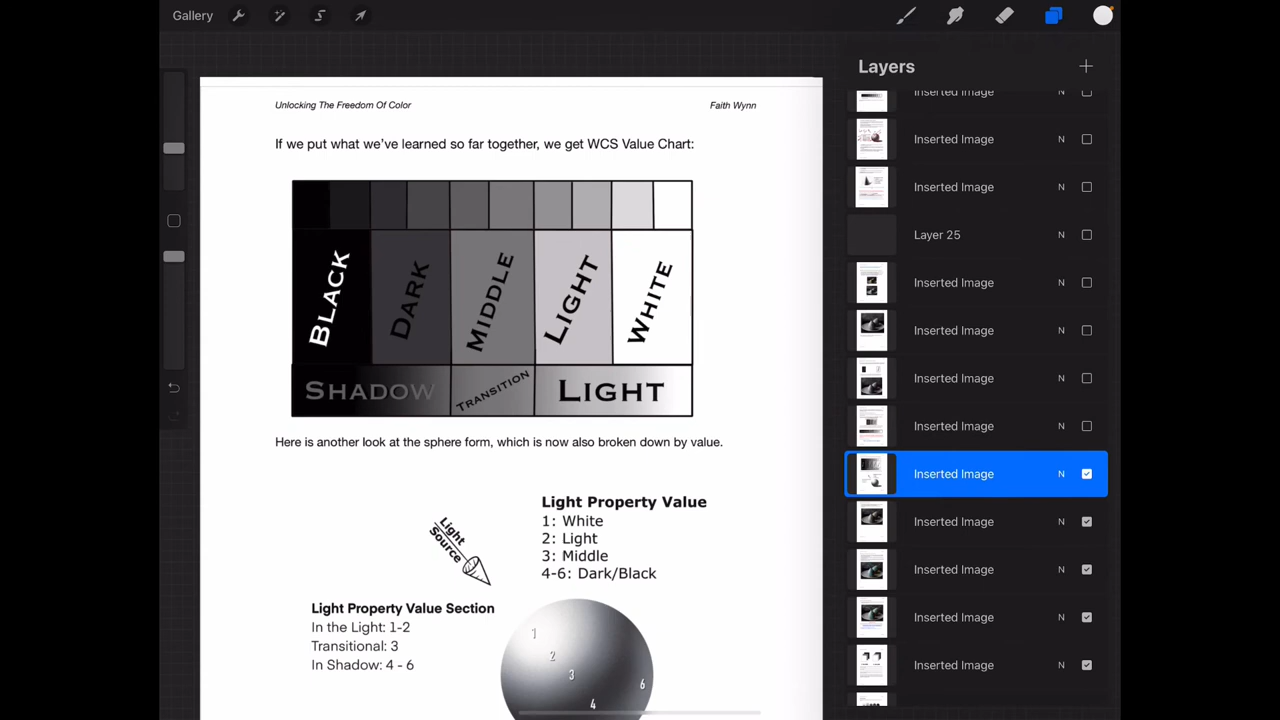 Gallery
Layers
Unlocking The Freedom Of Color
Faith Wynn
If we put what we've learned so far together, we get WCS Value Chart:
BLACK
DARK
MIDDLE
LIGHT
WHITE
SHADOW
TRANSITION
LIGHT
Here is another look at the sphere form, which is now also broken down by value.
Light Property Value
1: White
2: Light
3: Middle
4-6: Dark/Black
Light
Source
Light Property Value Section
In the Light: 1-2
Transitional: 3
In Shadow: 4 - 6
1
2
3
4
6
Inserted Image N
Inserted Image N
Inserted Image N
Layer 25 N
Inserted Image N
Inserted Image N
Inserted Image N
Inserted Image N
Inserted Image N
Inserted Image N
Inserted Image N
Inserted Image N
Inserted Image N